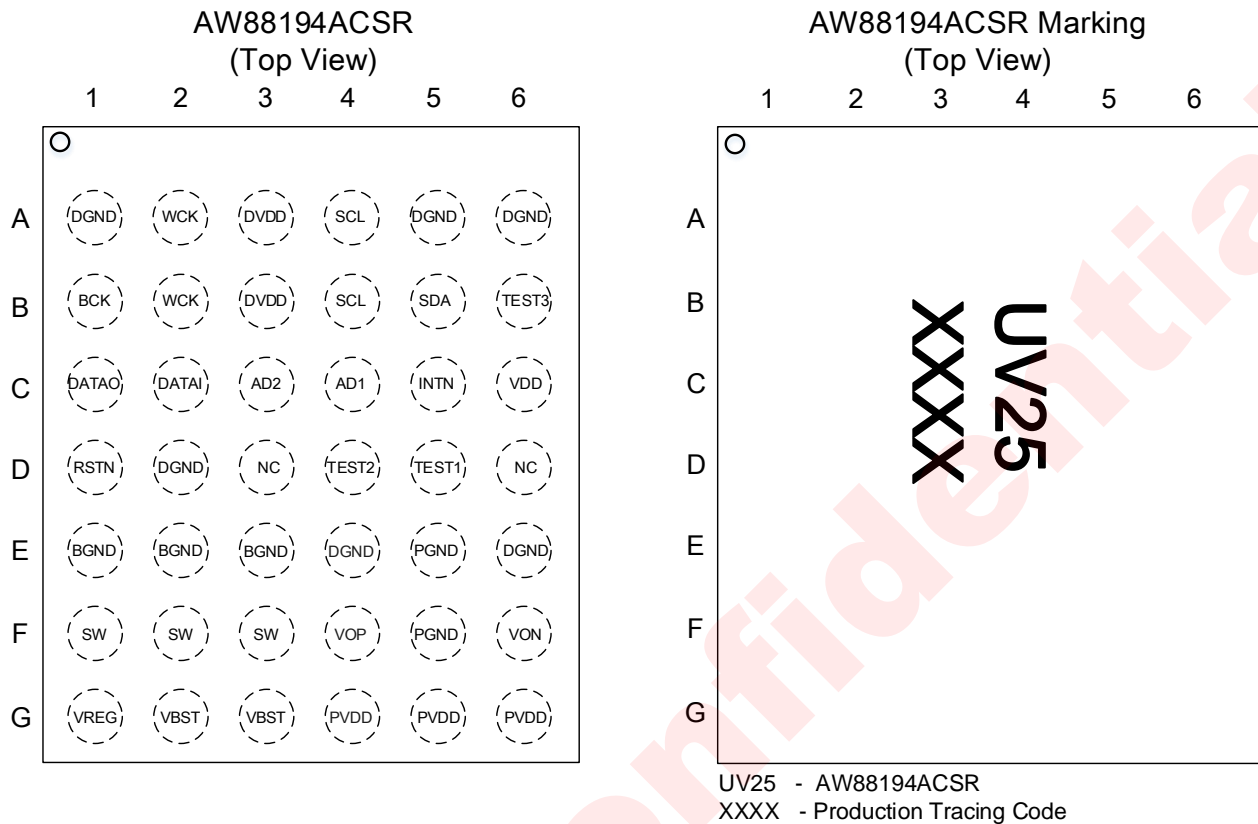 AW88194ACSR
(Top View)
1 2 3 4 5 6
A DGND WCK DVDD SCL DGND DGND
B BCK WCK DVDD SCL SDA TEST3
C DATAO DATAI AD2 AD1 INTN VDD
D RSTN DGND NC TEST2 TEST1 NC
E BGND BGND BGND DGND PGND DGND
F SW SW SW VOP PGND VON
G VREG VBST VBST PVDD PVDD PVDD
AW88194ACSR Marking
(Top View)
1 2 3 4 5 6
A
B
C
D
E
F
G
UV25
XXXX
UV25 - AW88194ACSR
XXXX - Production Tracing Code
onfidentia